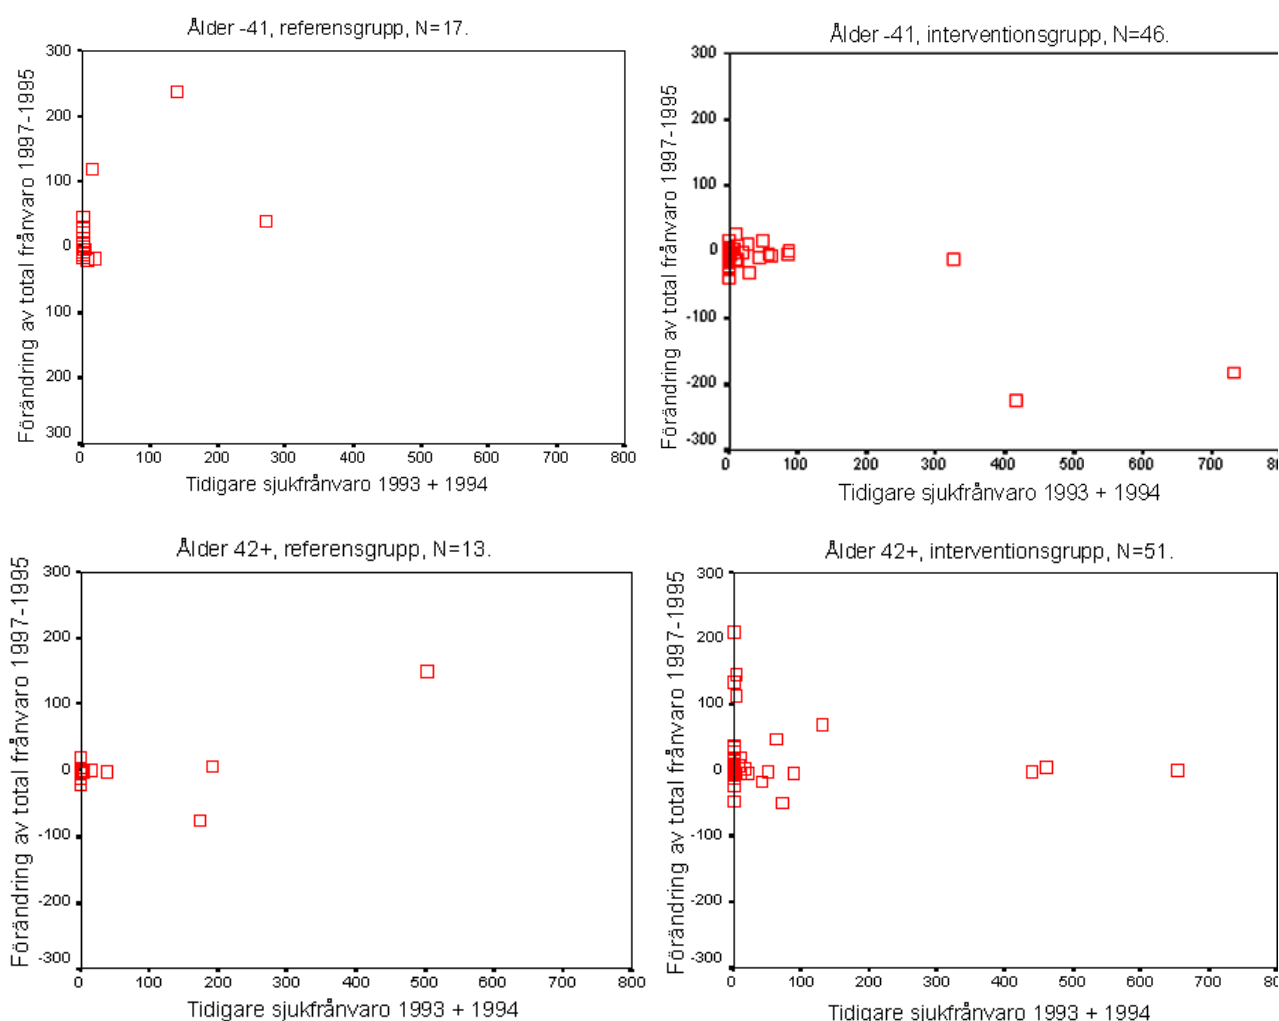 Ålder -41, referensgrupp, N=17.
Förändring av total frånvaro 1997-1995
300
200
100
0
100
200
300
0 100 200 300 400 500 600 700 800
Tidigare sjukfrånvaro 1993 + 1994
Ålder -41, interventionsgrupp, N=46.
Förändring av total frånvaro 1997-1995
300
200
100
0
-100
-200
-300
0 100 200 300 400 500 600 700 80
Tidigare sjukfrånvaro 1993 + 1994
Ålder 42+, referensgrupp, N=13.
Förändring av total frånvaro 1997-1995
300
200
100
0
-100
-200
-300
0 100 200 300 400 500 600 700 800
Tidigare sjukfrånvaro 1993 + 1994
Ålder 42+, interventionsgrupp, N=51.
Förändring av total frånvaro 1997-1995
300
200
100
0
-100
-200
-300
0 100 200 300 400 500 600 700 800
Tidigare sjukfrånvaro 1993 + 1994